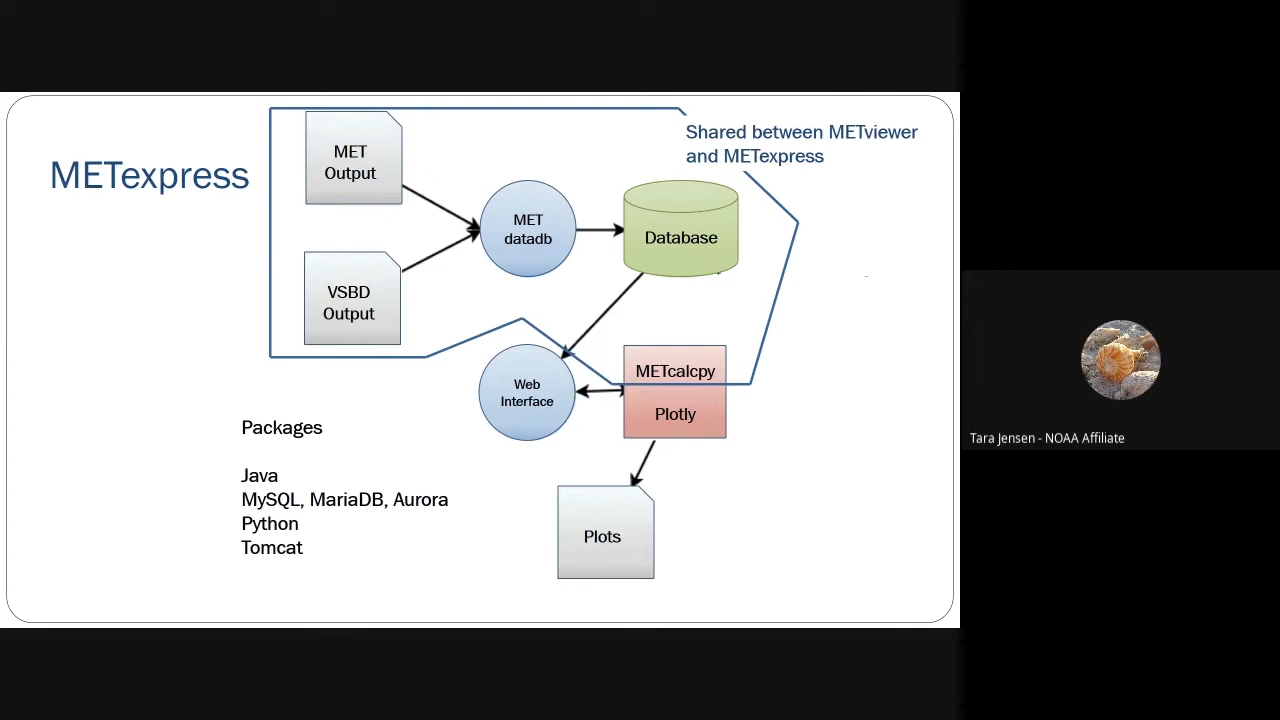 METexpress
MET
Output
Shared between METviewer
and METexpress
MET
datadb
Database
VSBD
Output
Web
Interface
METcalcpy
Plotly
Packages
Java
MySQL, MariaDB, Aurora
Python
Tomcat
Plots
Tara Jensen - NOAA Affiliate